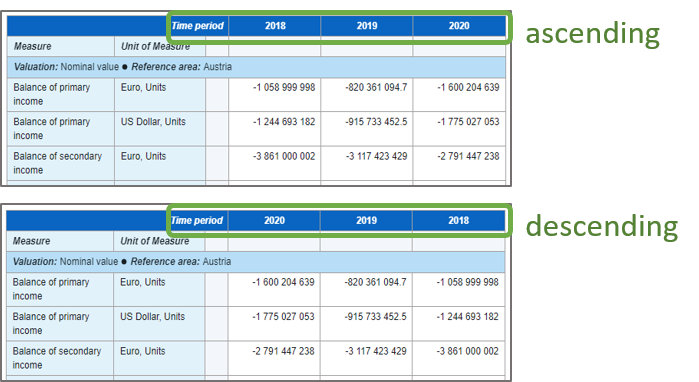 Time period 2018 2019 2020
ascending
Measure Unit of Measure
Valuation: Nominal value ● Reference area: Austria
Balance of primary income Euro, Units -1 058 999 998 -820 361 094.7 -1 600 204 639
Balance of primary income US Dollar, Units -1 244 693 182 -915 733 452.5 -1 775 027 053
Balance of secondary income Euro, Units -3 861 000 002 -3 117 423 429 -2 791 447 238
Time period 2020 2019 2018
descending
Measure Unit of Measure
Valuation: Nominal value ● Reference area: Austria
Balance of primary income Euro, Units -1 600 204 639 -820 361 094.7 -1 058 999 998
Balance of primary income US Dollar, Units -1 775 027 053 -915 733 452.5 -1 244 693 182
Balance of secondary income Euro, Units -2 791 447 238 -3 117 423 429 -3 861 000 002